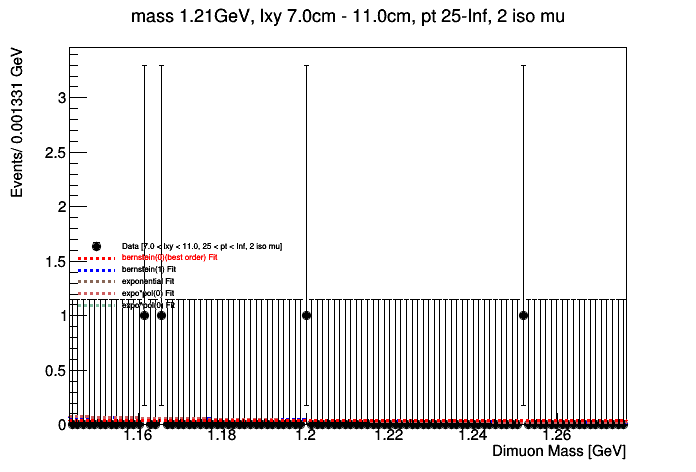 mass 1.21GeV, lxy 7.0cm - 11.0cm, pt 25-Inf, 2 iso mu
Events/ 0.001331 GeV
3
2.5
2
1.5
1
0.5
0
Data [7.0 < lxy < 11.0, 25 < pt < Inf, 2 iso mu]
bernstein(0)(best order) Fit
bernstein(1) Fit
exponential Fit
expo*pol(0) Fit
expo*pol(0) Fit
1.16 1.18 1.2 1.22 1.24 1.26
Dimuon Mass [GeV]